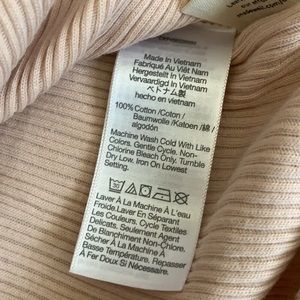 Made In Vietnam
Fabriqué Au Viêt Nam
Hergestellt In Vietnam
Vervaardigd In Vietnam
ベトナム製
hecho en vietnam
100% Cotton /Coton/
Baumwolle /Katoen /綿 /
algodón
Machine Wash Cold With Like
Colors. Gentle Cycle. Non-
Chlorine Bleach Only. Tumble
Dry Low. Iron On Lowest
Setting.
30
Laver À La Machine À L'eau
Froide.Laver En Séparant
Les Couleurs. Cycle Textiles
Délicats. Seulement Agent
De Blanchiment Non-Chlore.
Sécher À La Machine À
Basse Température. Repasser
À Fer Doux Si Nécessaire.